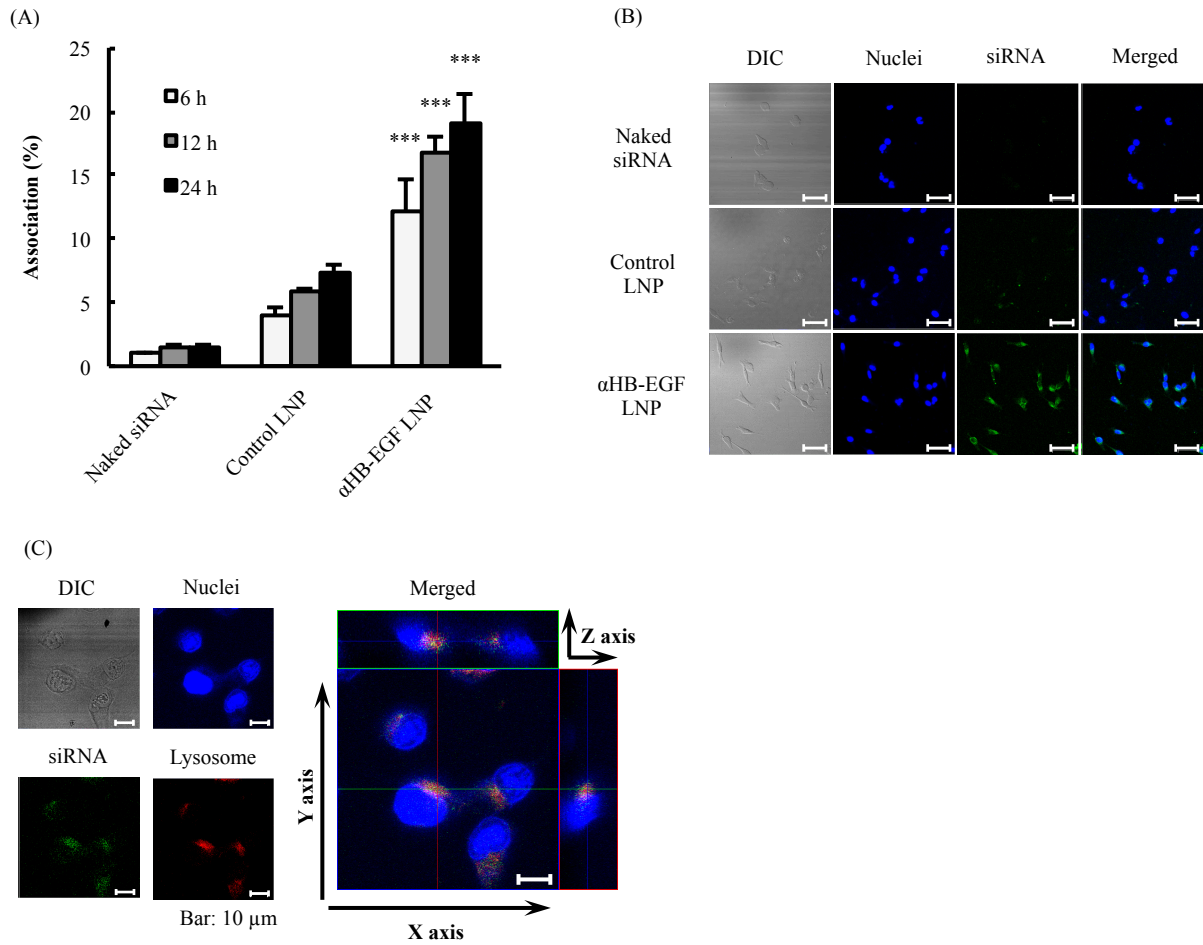 (A)
25
20
15
10
5
0
Association (%)
6 h
12 h
24 h
***
***
***
Naked siRNA
Control LNP
αHB-EGF LNP
(B)
DIC Nuclei siRNA Merged
Naked
siRNA
Control
LNP
αHB-EGF
LNP
(C)
DIC Nuclei
siRNA Lysosome
Bar: 10 µm
Merged
Z axis
Y axis
X axis